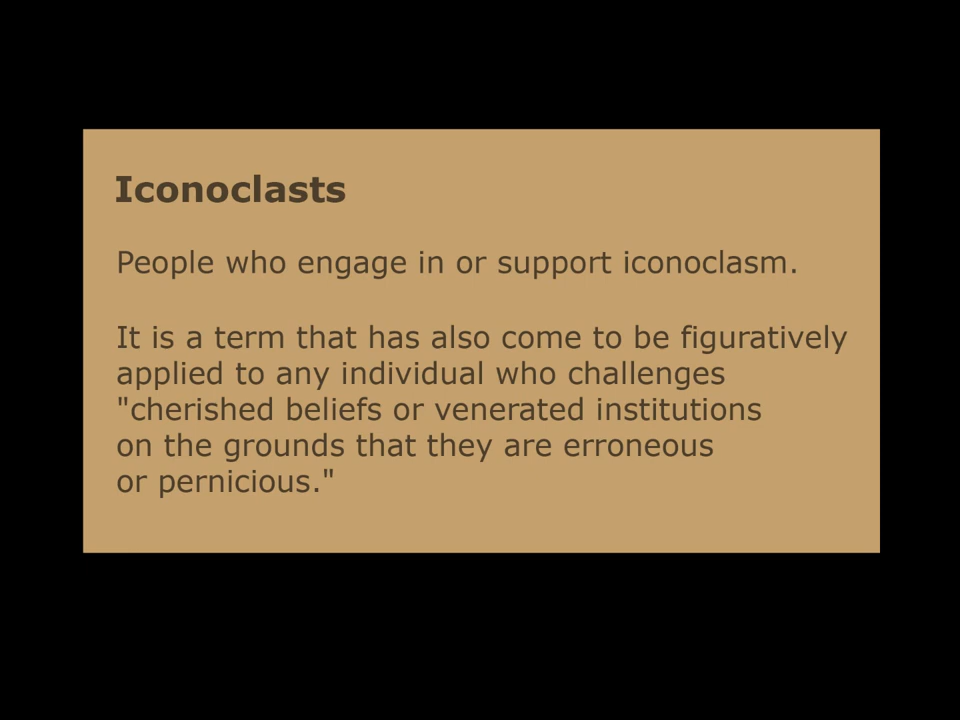 Iconoclasts
People who engage in or support iconoclasm.
It is a term that has also come to be figuratively
applied to any individual who challenges
"cherished beliefs or venerated institutions
on the grounds that they are erroneous
or pernicious."